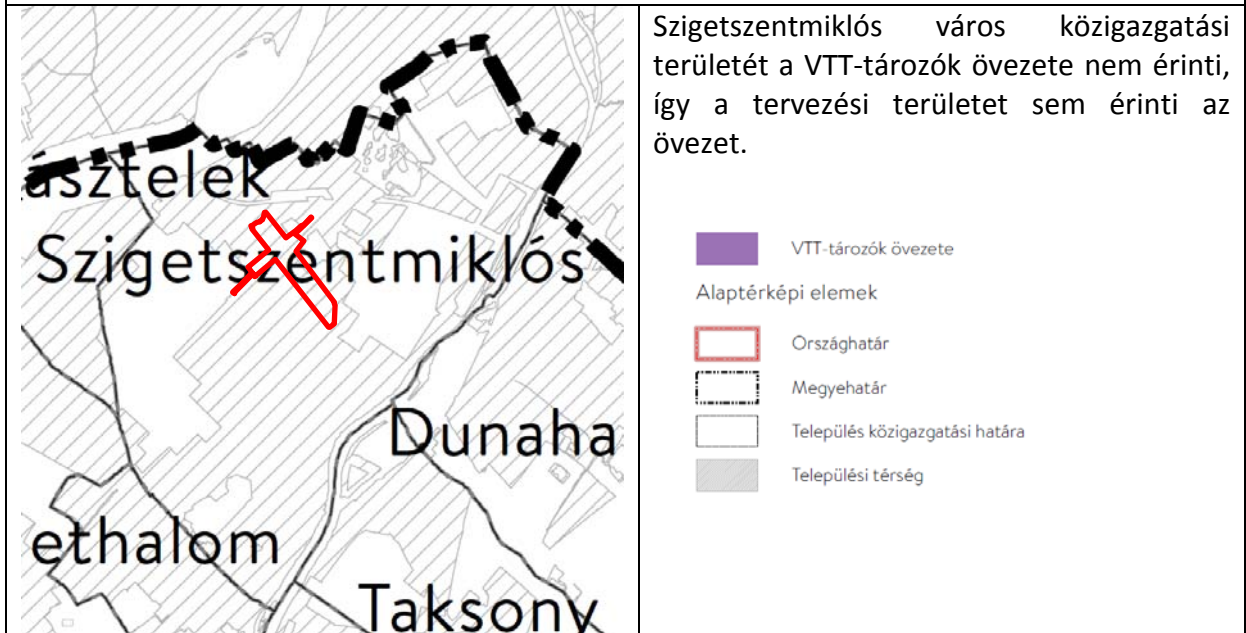 ásztelek
Szigetszentmiklós
Dunaha
ethalom
Taksony
Szigetszentmiklós város közigazgatási
területét a VTT-tározók övezete nem érinti,
így a tervezési területet sem érinti az
övezet.
VTT-tározók övezete
Alaptérképi elemek
Országhatár
Megyehatár
Település közigazgatási határa
Települési térség